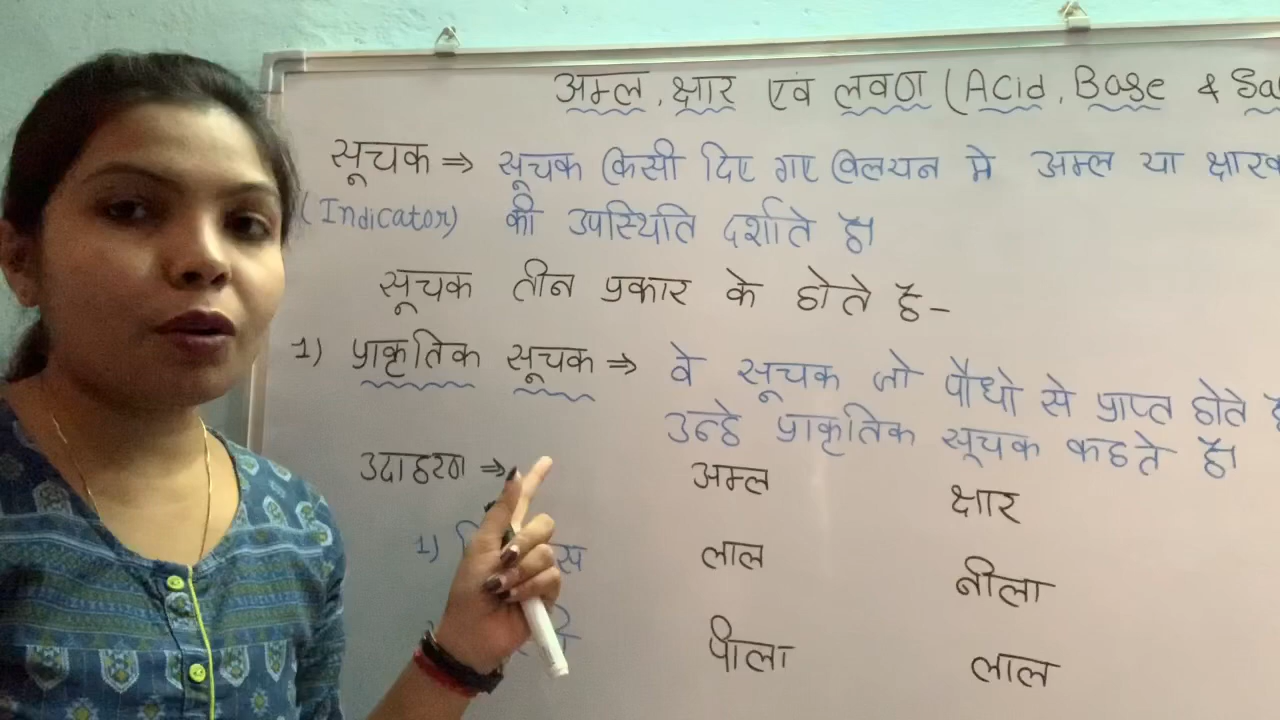 अम्ल, क्षार एवं लवण (Acid, Base & Sa
सूचक ⇒ सूचक किसी दिए गए विलयन मे अम्ल या क्षारक
(Indicator) की उपस्थिति दर्शाते है।
सूचक तीन प्रकार के होते है-
1) प्राकृतिक सूचक ⇒ वे सूचक जो पौधो से प्राप्त होते है
उन्हे प्राकृतिक सूचक कहते है।
उदाहरण ⇒ अम्ल क्षार
1) लाल नीला
पीला लाल